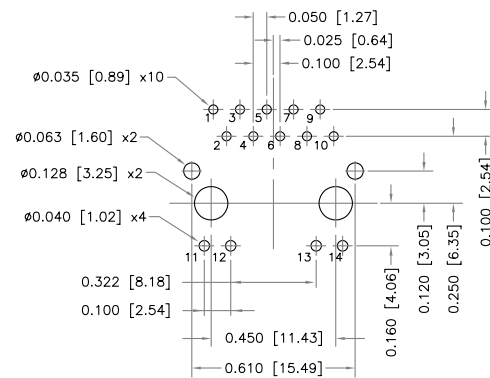 0.050 [1.27]
0.025 [0.64]
0.100 [2.54]
ø0.035 [0.89] x10
1 3 5 7 9
2 4 6 8 10
ø0.063 [1.60] x2
ø0.128 [3.25] x2
ø0.040 [1.02] x4
11 12 13 14
0.322 [8.18]
0.100 [2.54]
0.450 [11.43]
0.610 [15.49]
0.160 [4.06]
0.120 [3.05]
0.250 [6.35]
0.100 [2.54]